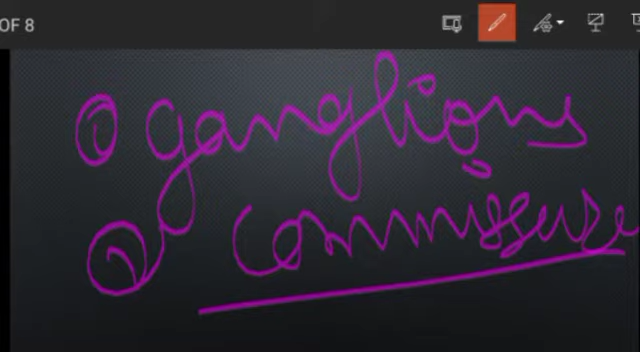 OF 8
① ganglions
② commissure